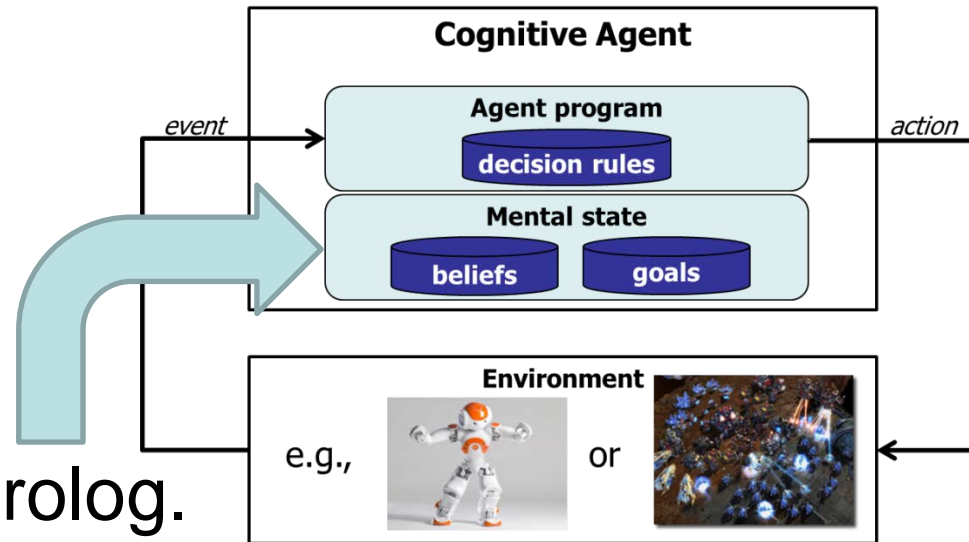 Cognitive Agent
Agent program
event
action
decision rules
Mental state
beliefs
goals
Environment
e.g.,
or
rolog.